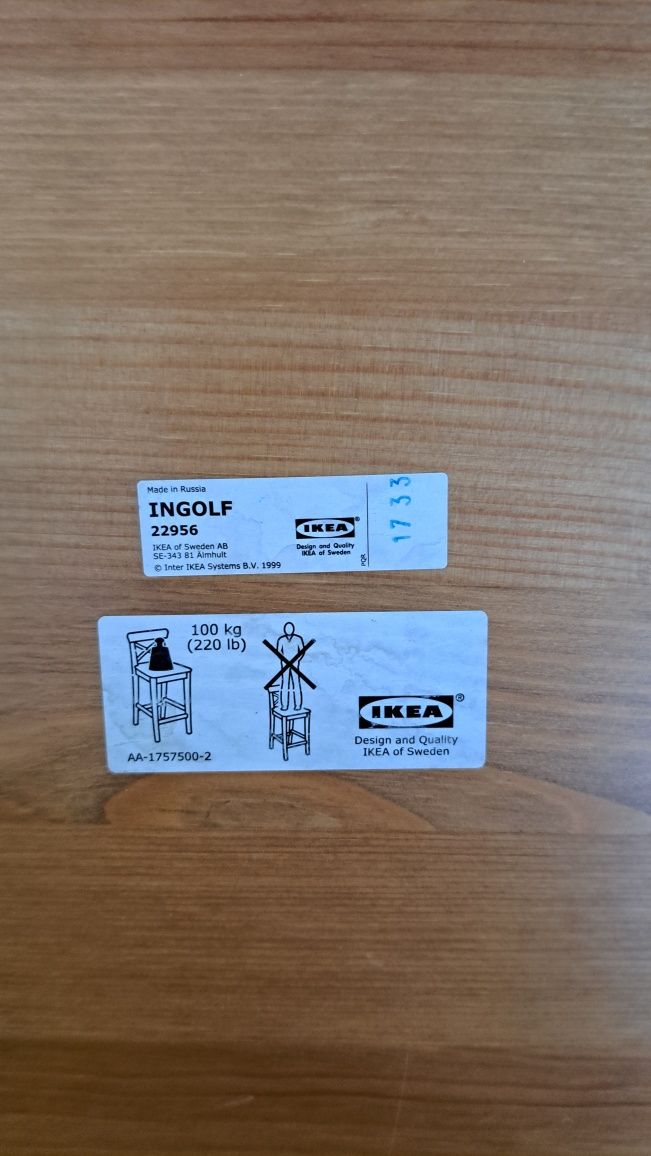 Made in Russia
INGOLF
22956
IKEA of Sweden AB
SE-343 81 Älmhult
© Inter IKEA Systems B.V. 1999
IKEA®
Design and Quality
IKEA of Sweden
PQR
1733
100 kg
(220 lb)
AA-1757500-2
IKEA®
Design and Quality
IKEA of Sweden